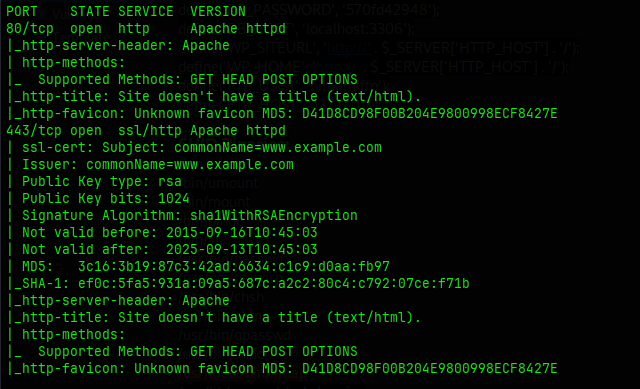 PORT    STATE SERVICE  VERSION
80/tcp  open  http     Apache httpd
|_http-server-header: Apache
| http-methods:
|_  Supported Methods: GET HEAD POST OPTIONS
|_http-title: Site doesn't have a title (text/html).
|_http-favicon: Unknown favicon MD5: D41D8CD98F00B204E9800998ECF8427E
443/tcp open  ssl/http Apache httpd
| ssl-cert: Subject: commonName=www.example.com
| Issuer: commonName=www.example.com
| Public Key type: rsa
| Public Key bits: 1024
| Signature Algorithm: sha1WithRSAEncryption
| Not valid before: 2015-09-16T10:45:03
| Not valid after:  2025-09-13T10:45:03
| MD5:   3c16:3b19:87c3:42ad:6634:c1c9:d0aa:fb97
|_SHA-1: ef0c:5fa5:931a:09a5:687c:a2c2:80c4:c792:07ce:f71b
|_http-server-header: Apache
|_http-title: Site doesn't have a title (text/html).
| http-methods:
|_  Supported Methods: GET HEAD POST OPTIONS
|_http-favicon: Unknown favicon MD5: D41D8CD98F00B204E9800998ECF8427E